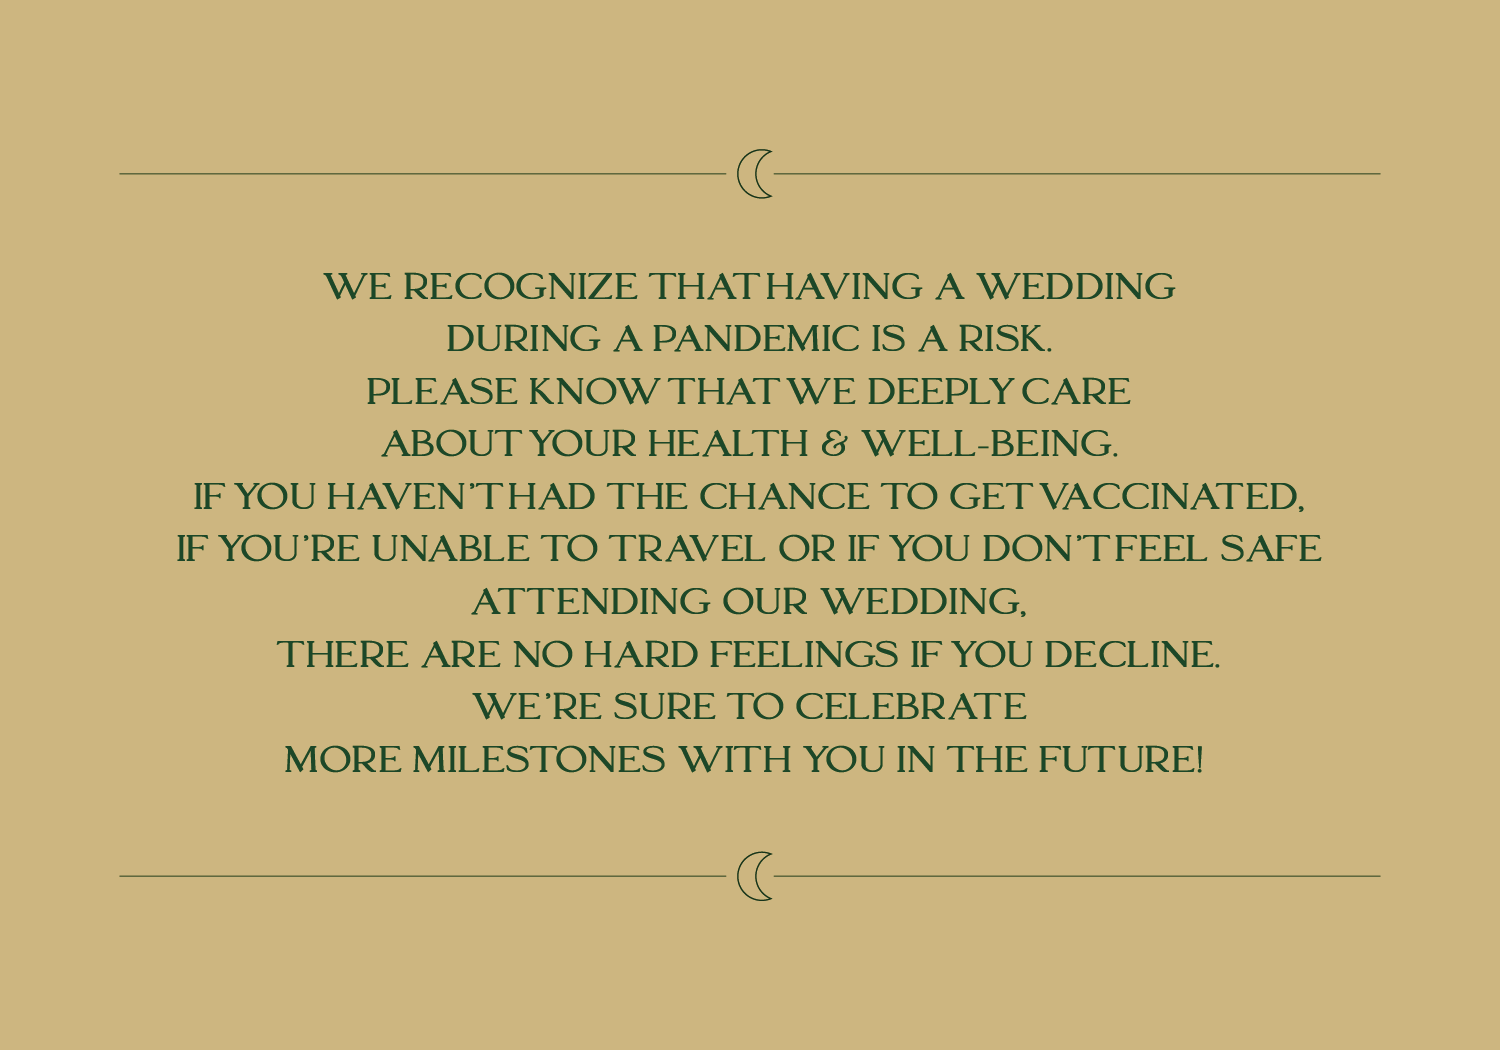 WE RECOGNIZE THAT HAVING A WEDDING
DURING A PANDEMIC IS A RISK.
PLEASE KNOW THAT WE DEEPLY CARE
ABOUT YOUR HEALTH & WELL-BEING.
IF YOU HAVEN'T HAD THE CHANCE TO GET VACCINATED,
IF YOU'RE UNABLE TO TRAVEL OR IF YOU DON'T FEEL SAFE
ATTENDING OUR WEDDING,
THERE ARE NO HARD FEELINGS IF YOU DECLINE.
WE'RE SURE TO CELEBRATE
MORE MILESTONES WITH YOU IN THE FUTURE!